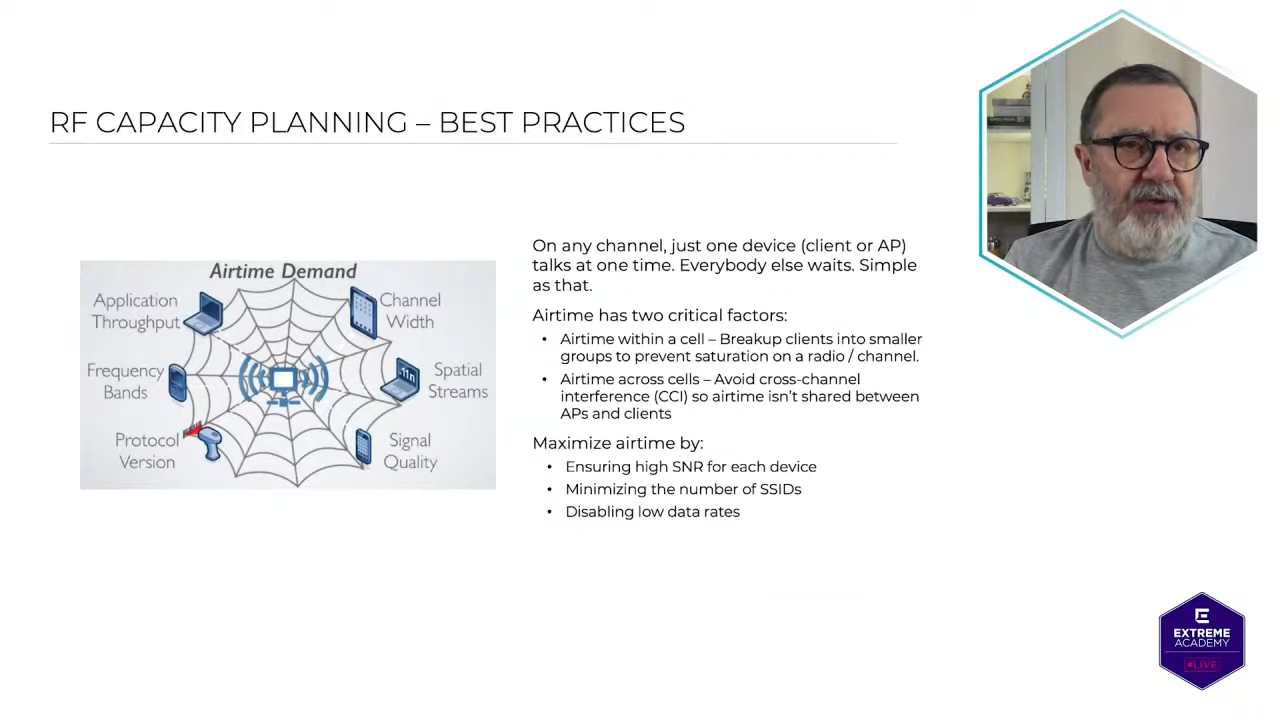 RF CAPACITY PLANNING – BEST PRACTICES
Airtime Demand
Application
Throughput
Channel
Width
Frequency
Bands
.11n
Spatial
Streams
Protocol
Version
Signal
Quality
On any channel, just one device (client or AP)
talks at one time. Everybody else waits. Simple
as that.
Airtime has two critical factors:
• Airtime within a cell – Breakup clients into smaller
groups to prevent saturation on a radio / channel.
• Airtime across cells – Avoid cross-channel
interference (CCI) so airtime isn't shared between
APs and clients
Maximize airtime by:
• Ensuring high SNR for each device
• Minimizing the number of SSIDs
• Disabling low data rates
E
EXTREME
ACADEMY
LIVE